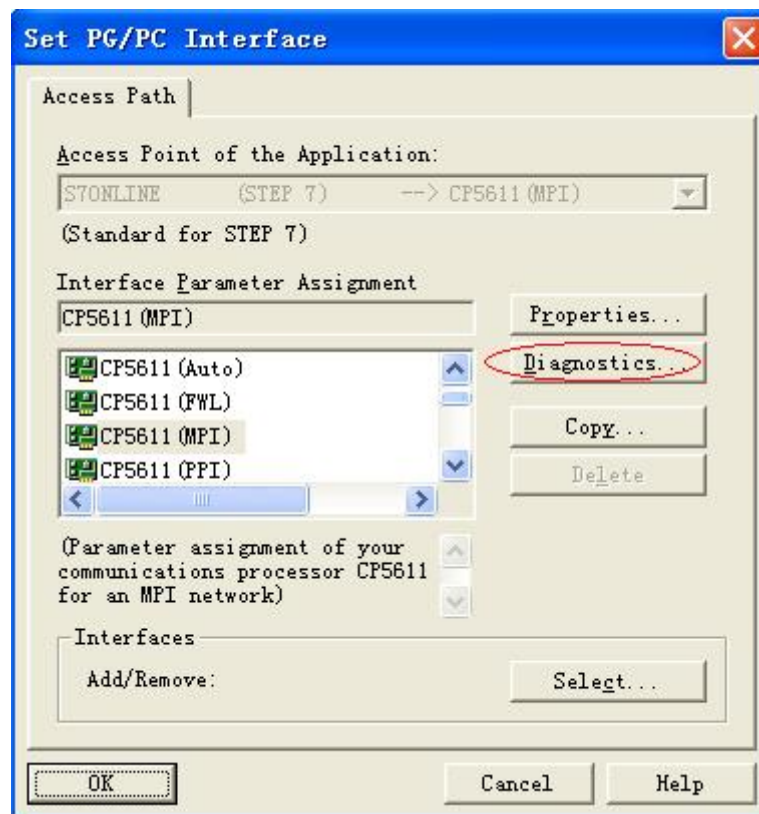 Set PG/PC Interface
Access Path
Access Point of the Application:
S7ONLINE (STEP 7) --> CP5611(MPI)
(Standard for STEP 7)
Interface Parameter Assignment
CP5611(MPI)
Properties...
CP5611(Auto)
Diagnostics...
CP5611(FWL)
CP5611(MPI)
Copy...
CP5611(PPI)
Delete
(Parameter assignment of your
communications processor CP5611
for an MPI network)
Interfaces
Add/Remove:
Select...
OK
Cancel
Help